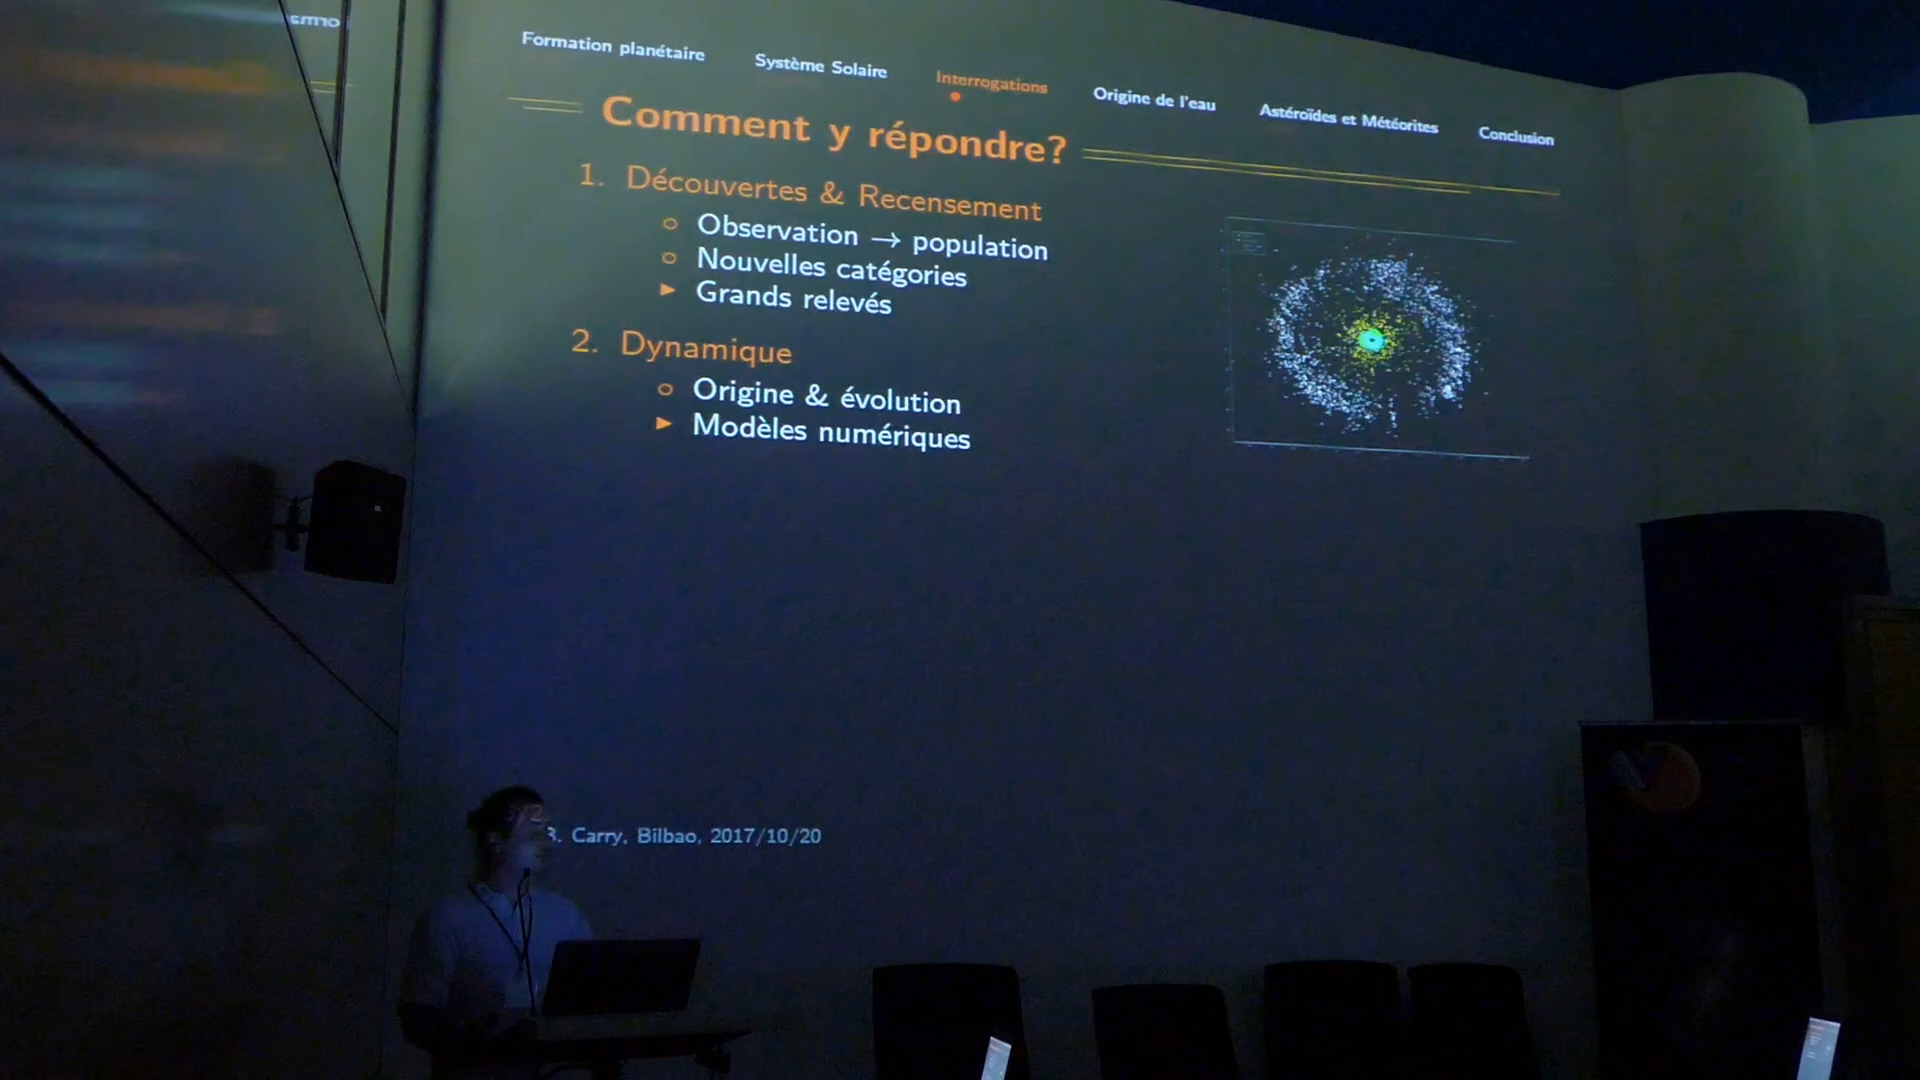 Formation planétaire
Système Solaire
Interrogations
Origine de l'eau
Astéroïdes et Météorites
Conclusion
Comment y répondre?
1. Découvertes & Recensement
Observation → population
Nouvelles catégories
Grands relevés
2. Dynamique
Origine & évolution
Modèles numériques
B. Carry, Bilbao, 2017/10/20